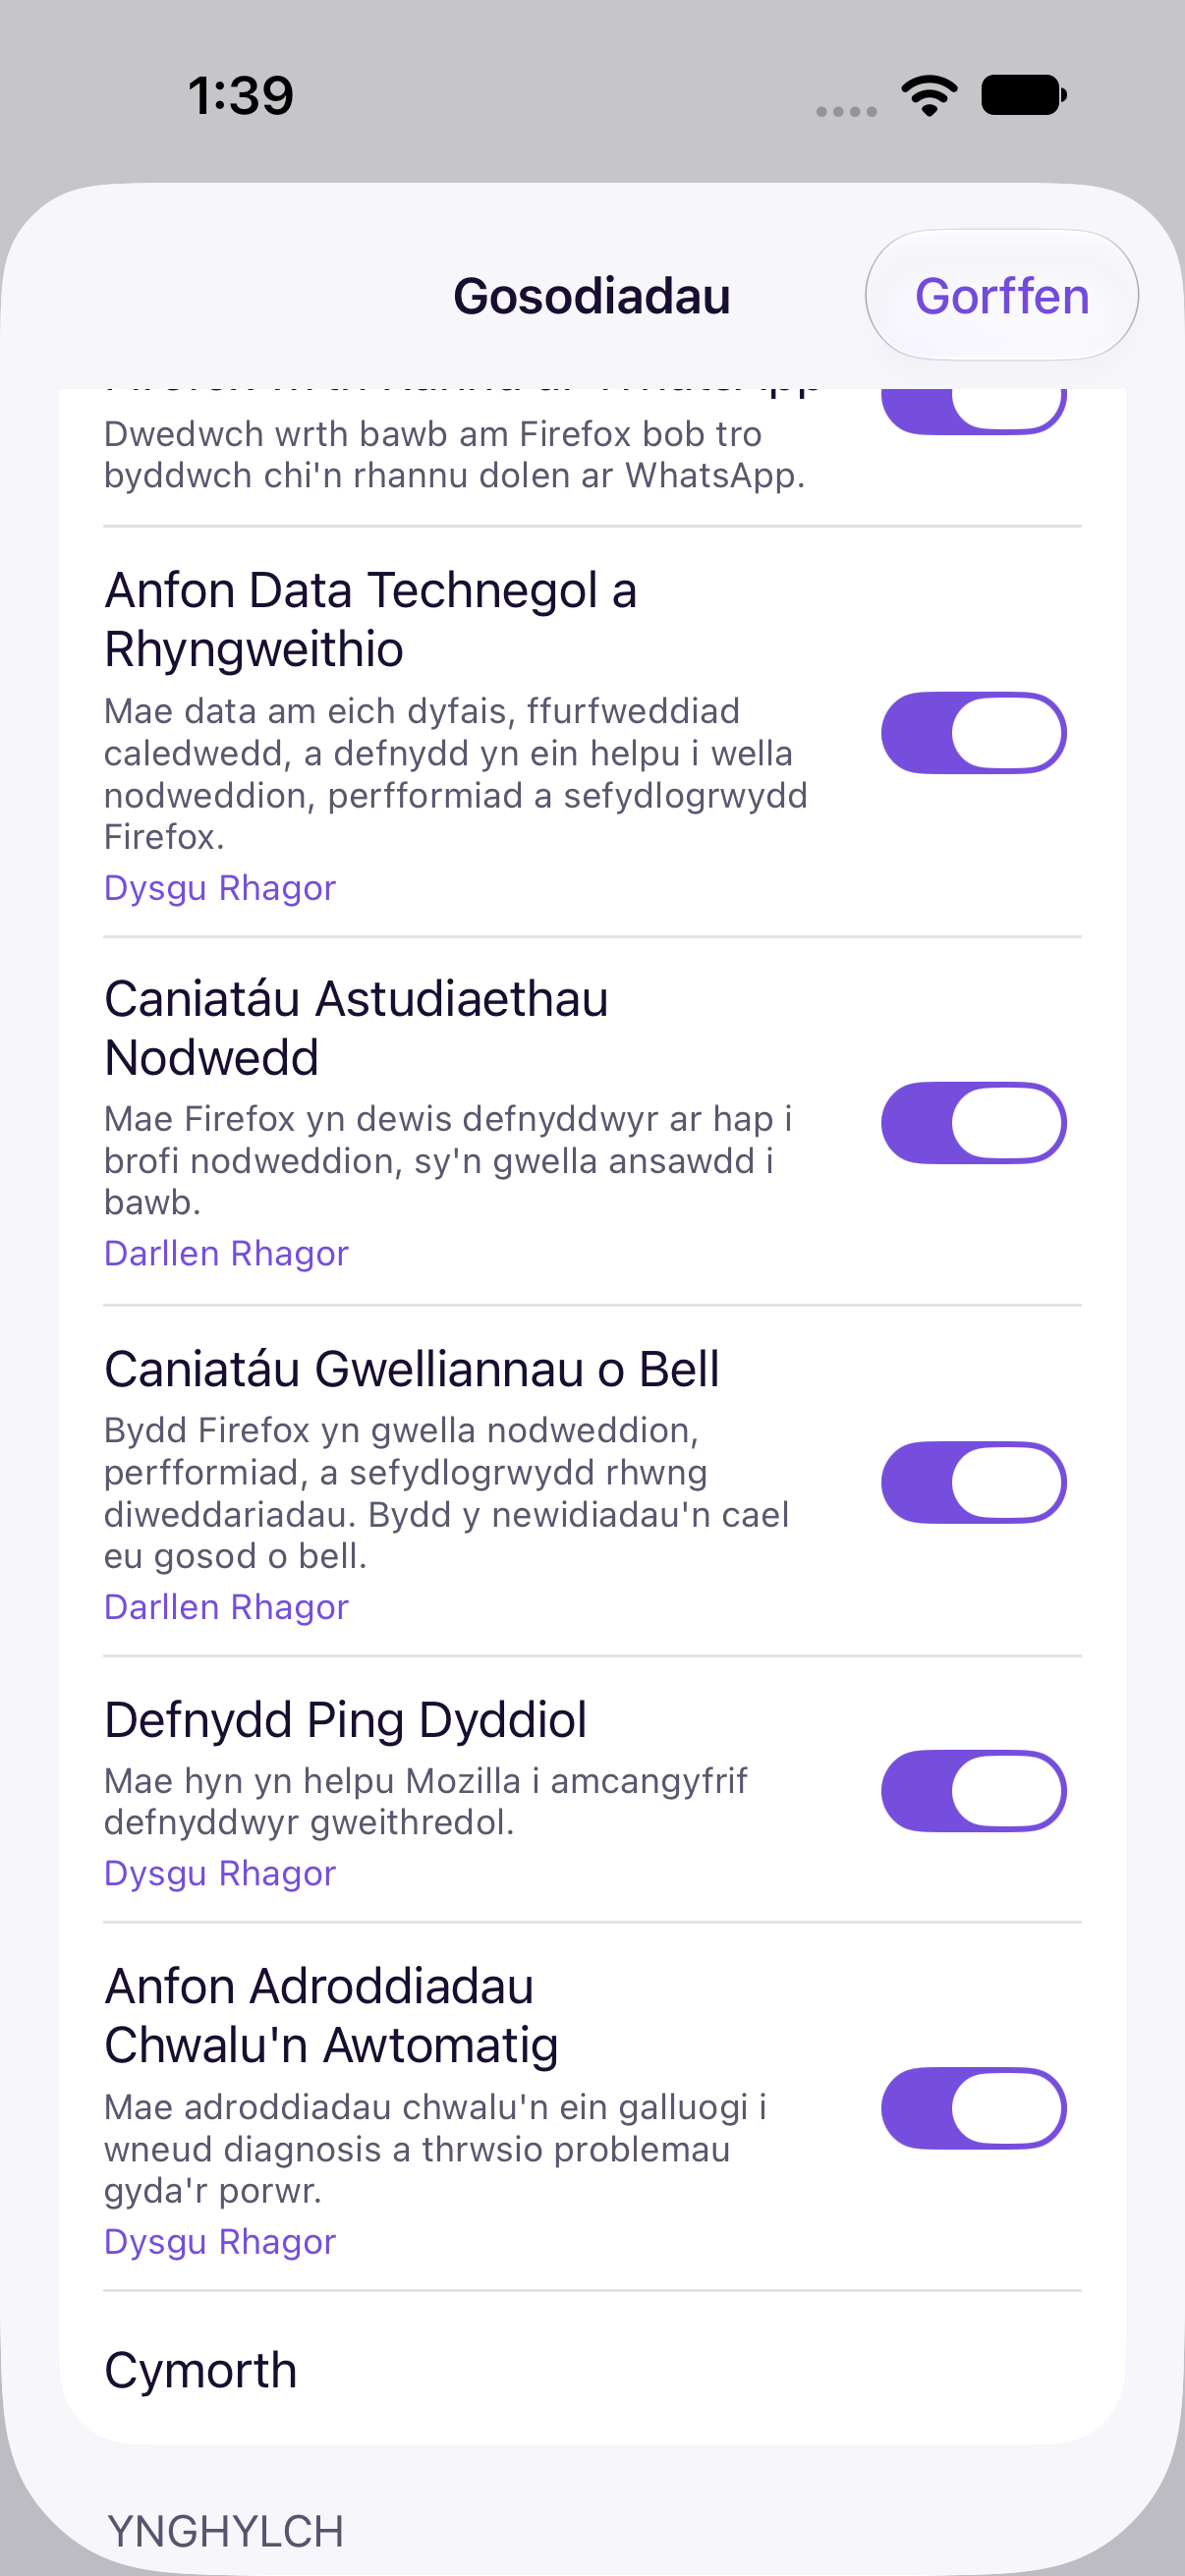 1:39
Gosodiadau
Gorffen
Dwedwch wrth bawb am Firefox bob tro
byddwch chi'n rhannu dolen ar WhatsApp.
Anfon Data Technegol a
Rhyngweithio
Mae data am eich dyfais, ffurfweddiad
caledwedd, a defnydd yn ein helpu i wella
nodweddion, perfformiad a sefydlogrwydd
Firefox.
Dysgu Rhagor
Caniatáu Astudiaethau
Nodwedd
Mae Firefox yn dewis defnyddwyr ar hap i
brofi nodweddion, sy'n gwella ansawdd i
bawb.
Darllen Rhagor
Caniatáu Gwelliannau o Bell
Bydd Firefox yn gwella nodweddion,
perfformiad, a sefydlogrwydd rhwng
diweddariadau. Bydd y newidiadau'n cael
eu gosod o bell.
Darllen Rhagor
Defnydd Ping Dyddiol
Mae hyn yn helpu Mozilla i amcangyfrif
defnyddwyr gweithredol.
Dysgu Rhagor
Anfon Adroddiadau
Chwalu'n Awtomatig
Mae adroddiadau chwalu'n ein galluogi i
wneud diagnosis a thrwsio problemau
gyda'r porwr.
Dysgu Rhagor
Cymorth
YNGHYLCH